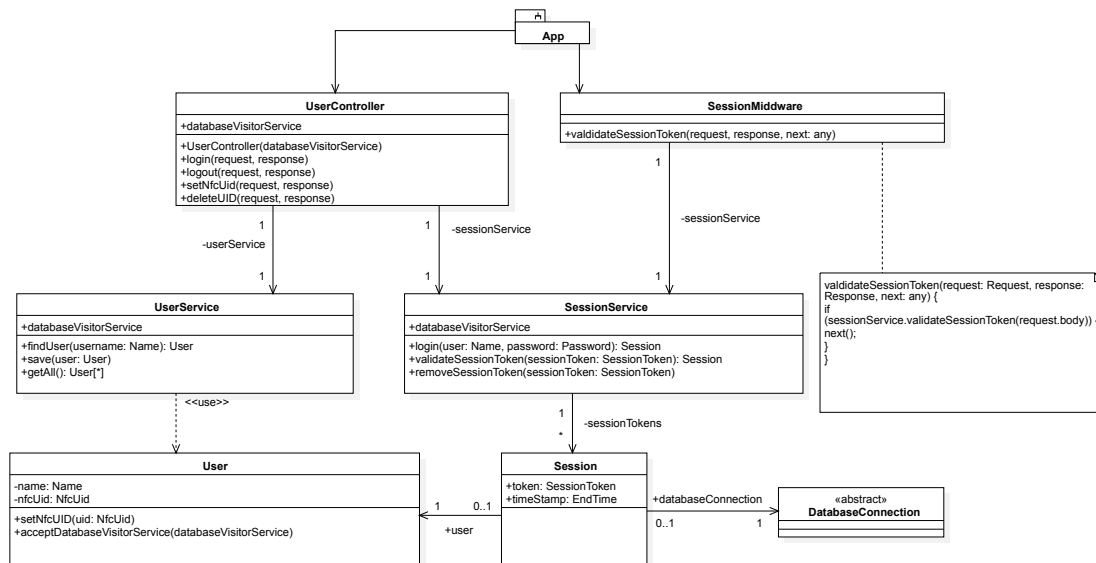 App
UserController
+databaseVisitorService
+UserController(databaseVisitorService)
+login(request, response)
+logout(request, response)
+setNfcUid(request, response)
+deleteUID(request, response)
SessionMiddware
+valdidateSessionToken(request, response, next: any)
1
-userService
1
1
-sessionService
1
1
-sessionService
1
UserService
+databaseVisitorService
+findUser(username: Name): User
+save(user: User)
+getAll(): User[*]
SessionService
+databaseVisitorService
+login(user: Name, password: Password): Session
+validateSessionToken(sessionToken: SessionToken): Session
+removeSessionToken(sessionToken: SessionToken)
valdidateSessionToken(request: Request, response:
Response, next: any) {
if
(sessionService.validateSessionToken(request.body))
next();
}
}
<<use>>
1
-sessionTokens
*
User
-name: Name
-nfcUid: NfcUid
+setNfcUID(uid: NfcUid)
+acceptDatabaseVisitorService(databaseVisitorService)
1
0..1
+user
Session
+token: SessionToken
+timeStamp: EndTime
+databaseConnection
0..1
1
«abstract»
DatabaseConnection